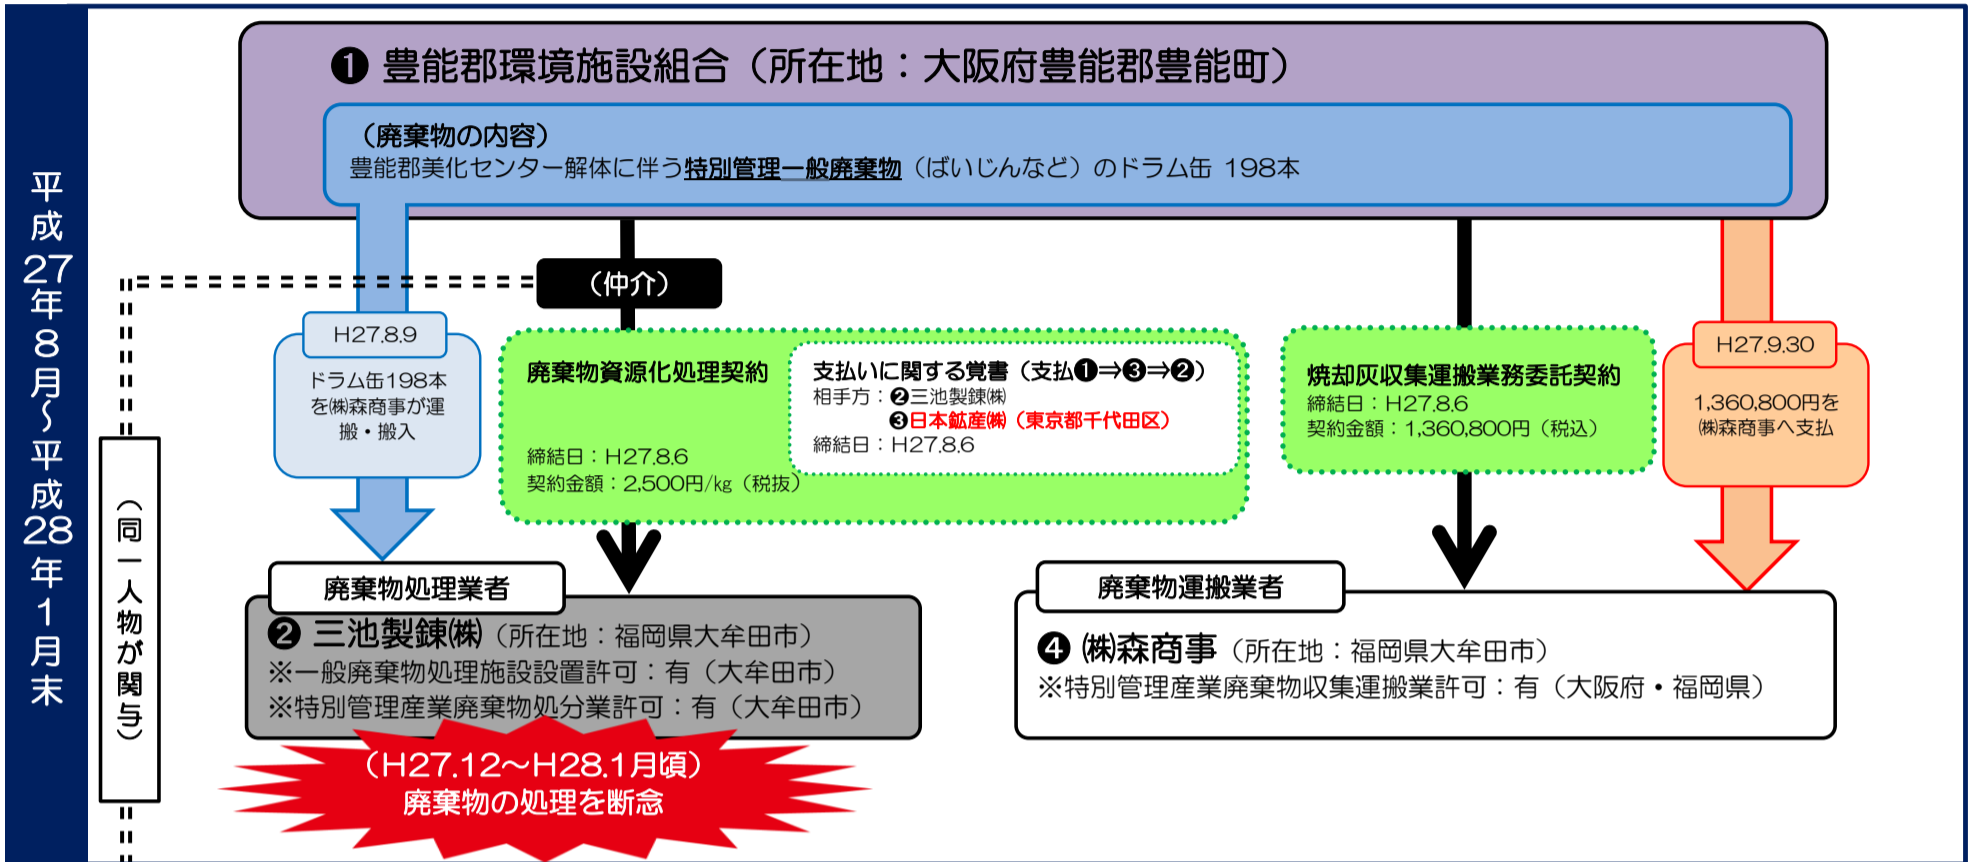 平成27年8月～平成28年1月末
❶ 豊能郡環境施設組合（所在地：大阪府豊能郡豊能町）
（廃棄物の内容）
豊能郡美化センター解体に伴う特別管理一般廃棄物（ばいじんなど）のドラム缶 198本
（仲介）
（同一人物が関与）
H27.8.9
ドラム缶198本
を㈱森商事が運
搬・搬入
廃棄物資源化処理契約
締結日：H27.8.6
契約金額：2,500円/㎏（税抜）
支払いに関する覚書（支払❶⇒❸⇒❷）
相手方：❷三池製錬㈱
❸日本鉱産㈱（東京都千代田区）
締結日：H27.8.6
焼却灰収集運搬業務委託契約
締結日：H27.8.6
契約金額：1,360,800円（税込）
H27.9.30
1,360,800円を
㈱森商事へ支払
廃棄物処理業者
❷ 三池製錬㈱（所在地：福岡県大牟田市）
※一般廃棄物処理施設設置許可：有（大牟田市）
※特別管理産業廃棄物処分業許可：有（大牟田市）
（H27.12～H28.1月頃）
廃棄物の処理を断念
廃棄物運搬業者
❹ ㈱森商事（所在地：福岡県大牟田市）
※特別管理産業廃棄物収集運搬業許可：有（大阪府・福岡県）